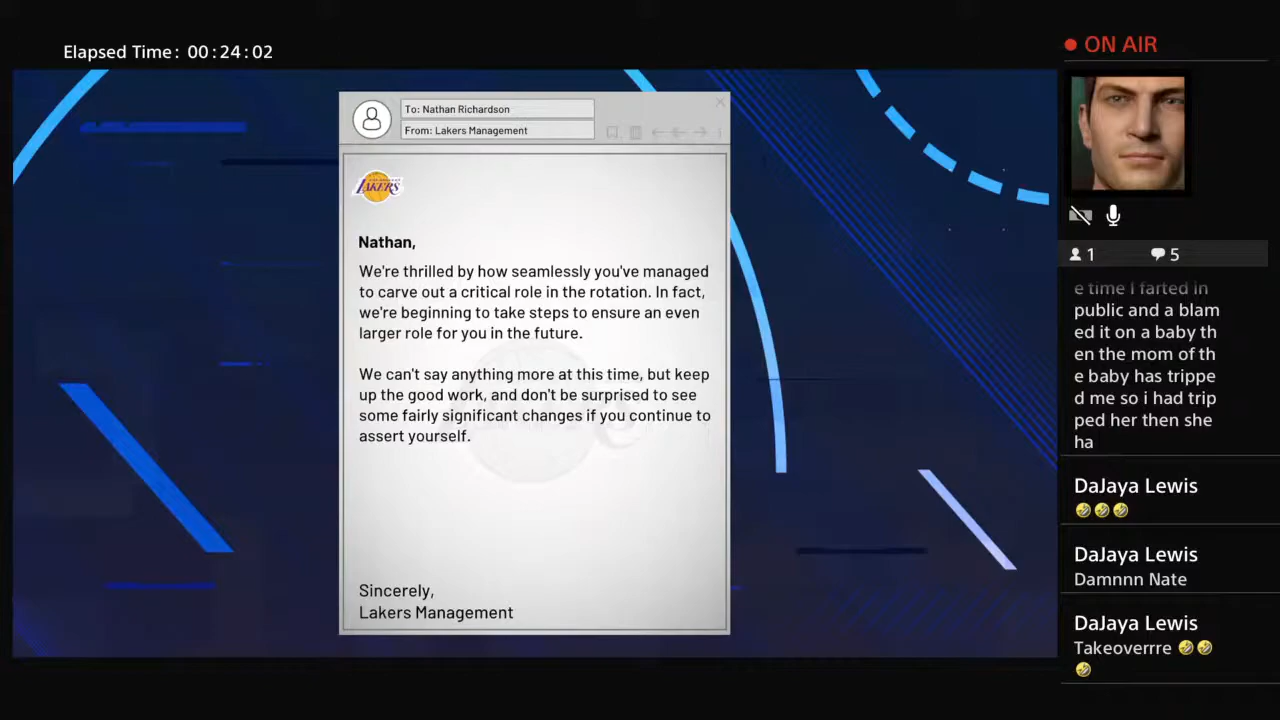 Elapsed Time: 00:24:02
ON AIR
To: Nathan Richardson
From: Lakers Management
LAKERS
Nathan,
We're thrilled by how seamlessly you've managed
to carve out a critical role in the rotation. In fact,
we're beginning to take steps to ensure an even
larger role for you in the future.
We can't say anything more at this time, but keep
up the good work, and don't be surprised to see
some fairly significant changes if you continue to
assert yourself.
Sincerely,
Lakers Management
1
5
e time I farted in
public and a blam
ed it on a baby th
en the mom of th
e baby has trippe
d me so i had trip
ped her then she
ha
DaJaya Lewis
🤣🤣🤣
DaJaya Lewis
Damnnn Nate
DaJaya Lewis
Takeoverrre 🤣🤣
🤣